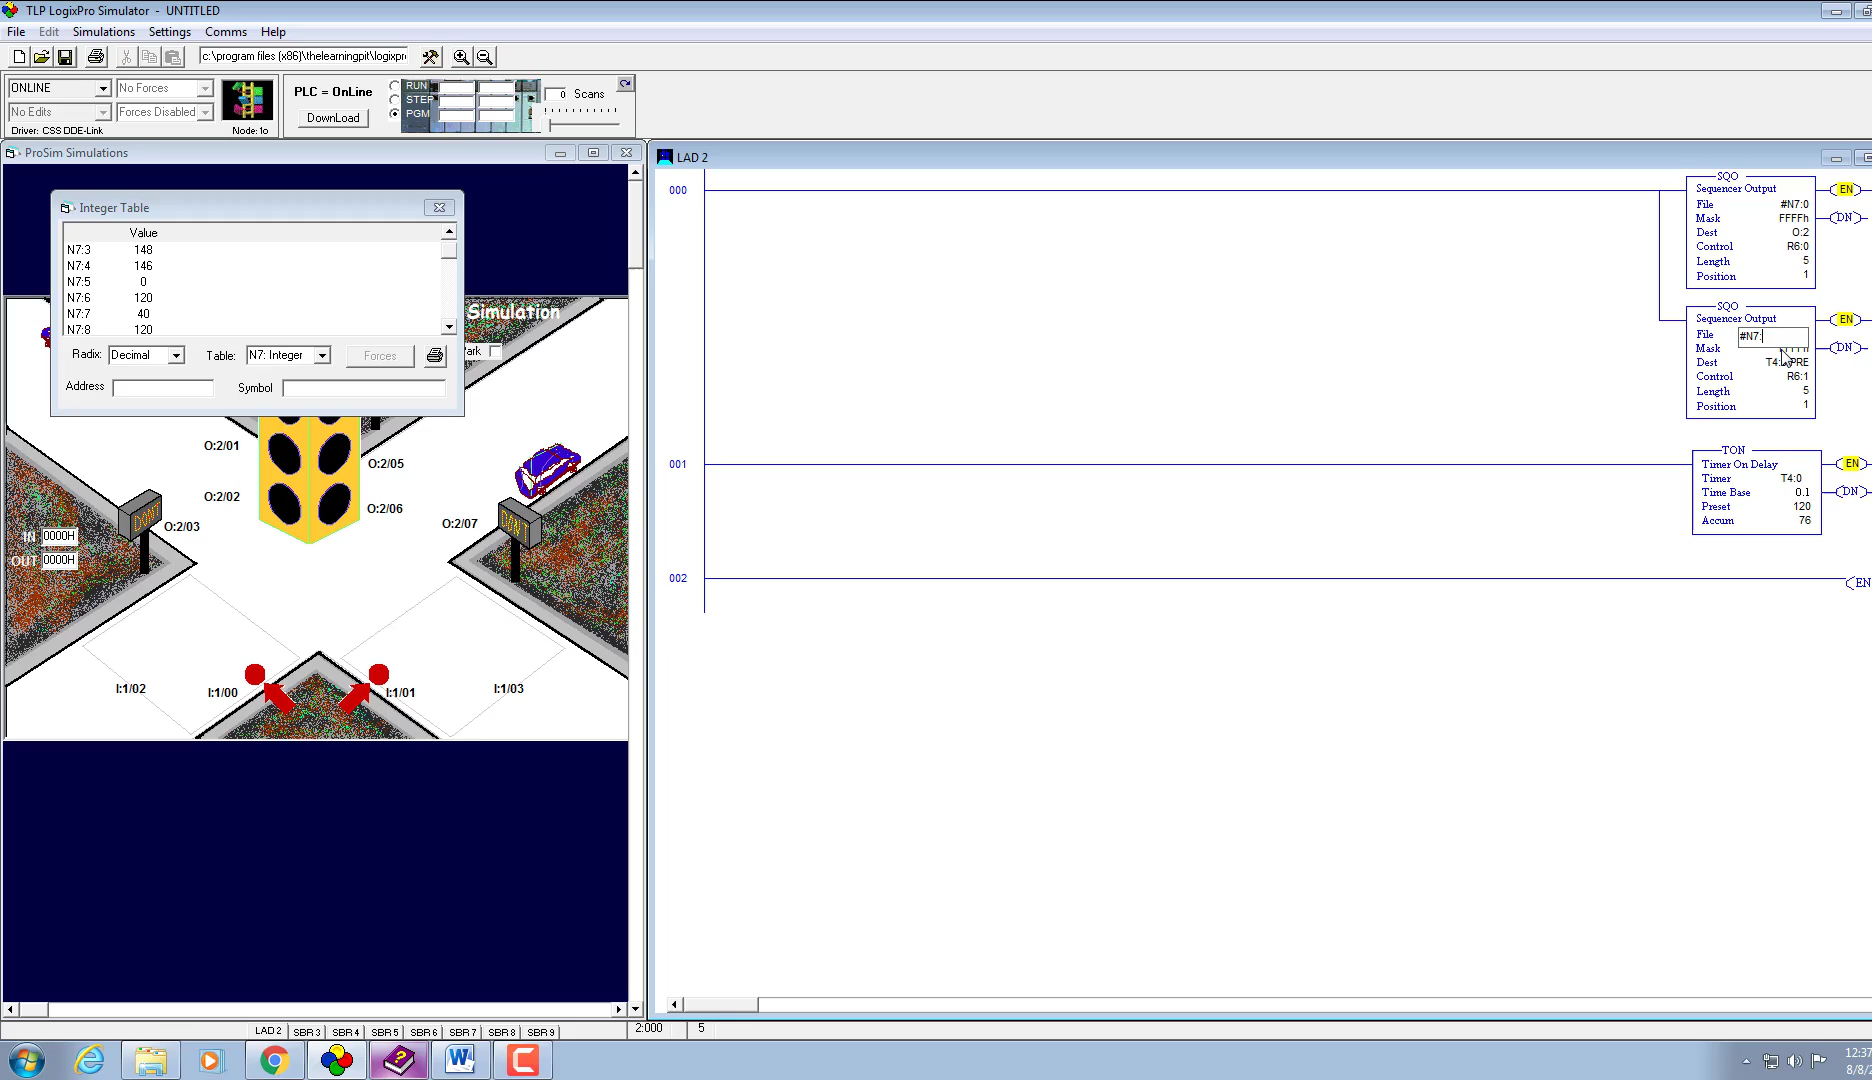 TLP LogixPro Simulator - UNTITLED
File Edit Simulations Settings Comms Help
c:\program files (x86)\thelearningpit\logixpr
ONLINE No Forces
No Edits Forces Disabled
Driver: CSS DDE-Link Node: 1o
PLC = OnLine
DownLoad
RUN
STEP
PGM
0 Scans
ProSim Simulations
Integer Table
Value
N7:3 148
N7:4 146
N7:5 0
N7:6 120
N7:7 40
N7:8 120
Radix: Decimal Table: N7: Integer Forces
Address Symbol
Simulation
O:2/01
O:2/05
O:2/02
O:2/06
O:2/03
O:2/07
DONT
DONT
IN 0000H
OUT 0000H
I:1/02
I:1/00
I:1/01
I:1/03
LAD 2
000
SQO
Sequencer Output EN
File #N7:0
Mask FFFFh DN
Dest O:2
Control R6:0
Length 5
Position 1
SQO
Sequencer Output EN
File #N7:
Mask DN
Dest
Control R6:1
Length 5
Position 1
001
TON
Timer On Delay EN
Timer T4:0
Time Base 0.1 DN
Preset 120
Accum 76
002
EN
LAD 2 SBR 3 SBR 4 SBR 5 SBR 6 SBR 7 SBR 8 SBR 9
2:000 5
12:37
8/8/2